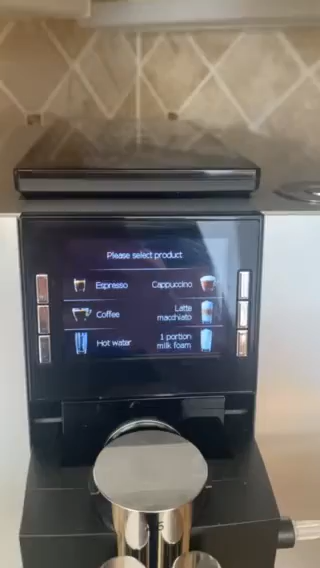 Please select product
Espresso
Cappuccino
Coffee
Latte
macchiato
Hot water
1 portion
milk foam